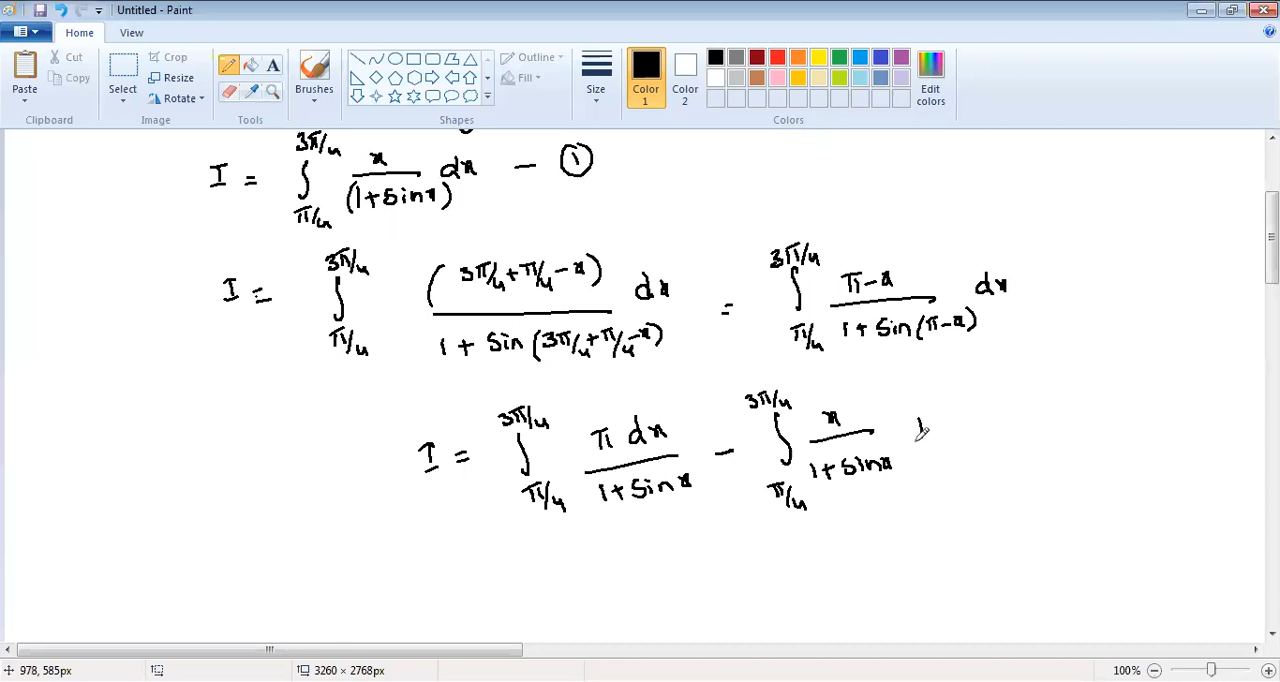 Untitled - Paint
Home View
Cut
Copy
Paste
Clipboard
Select
Crop
Resize
Rotate
Image
Tools
Brushes
Outline
Fill
Shapes
Size
Color 1
Color 2
Edit colors
Colors
I = ∫_{π/4}^{3π/4} x/(1+sinx) dx — ①
I = ∫_{π/4}^{3π/4} (3π/4+π/4-x)/(1+sin(3π/4+π/4-x)) dx = ∫_{π/4}^{3π/4} (π-x)/(1+sin(π-x)) dx
I = ∫_{π/4}^{3π/4} π dx/(1+sinx) - ∫_{π/4}^{3π/4} x/(1+sinx)
978, 585px
3260 × 2768px
100%